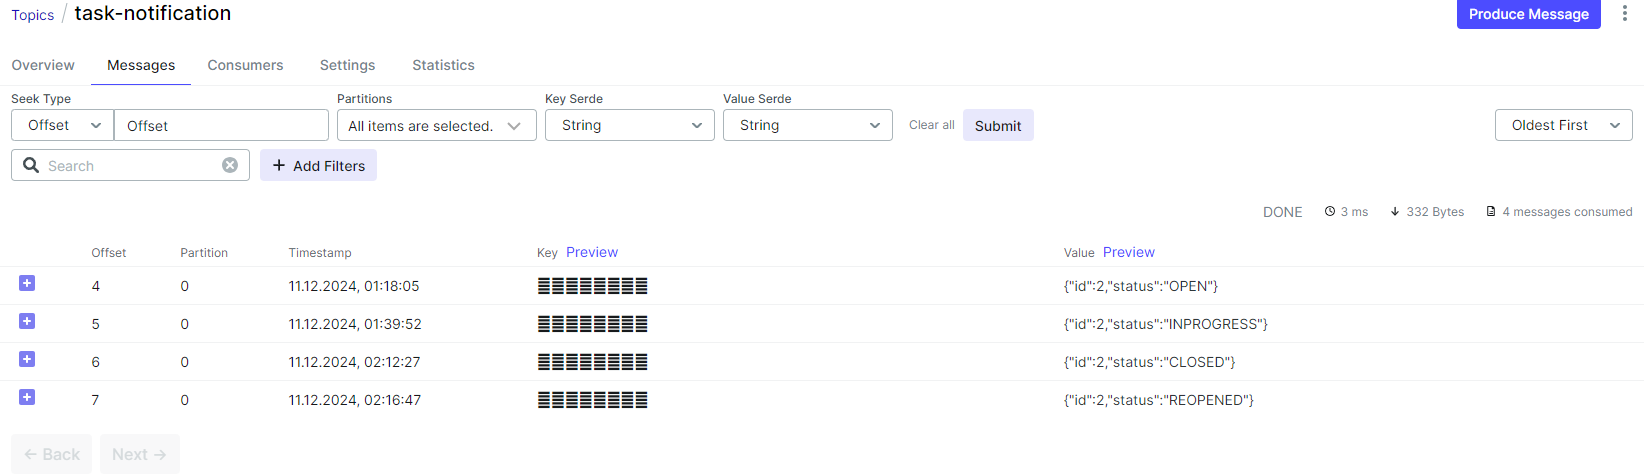 Topics / task-notification
Produce Message
Overview Messages Consumers Settings Statistics
Seek Type Partitions Key Serde Value Serde
Offset Offset All items are selected. String String Clear all Submit Oldest First
Search + Add Filters
DONE 3 ms 332 Bytes 4 messages consumed
Offset Partition Timestamp Key Preview Value Preview
4 0 11.12.2024, 01:18:05 {"id":2,"status":"OPEN"}
5 0 11.12.2024, 01:39:52 {"id":2,"status":"INPROGRESS"}
6 0 11.12.2024, 02:12:27 {"id":2,"status":"CLOSED"}
7 0 11.12.2024, 02:16:47 {"id":2,"status":"REOPENED"}
← Back Next →